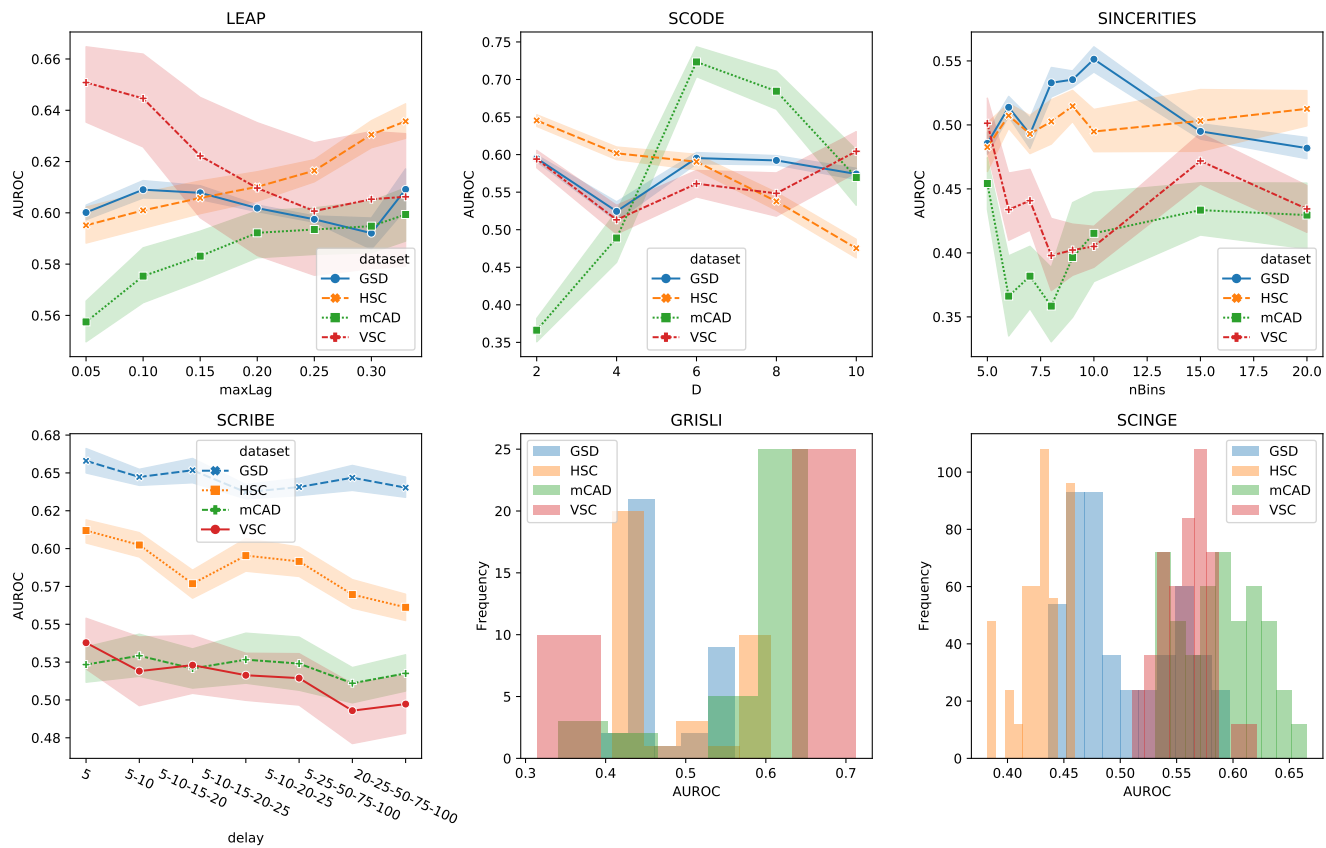 LEAP
AUROC
0.66
0.64
0.62
0.60
0.58
0.56
dataset
GSD
HSC
mCAD
VSC
0.05 0.10 0.15 0.20 0.25 0.30
maxLag
SCODE
AUROC
0.75
0.70
0.65
0.60
0.55
0.50
0.45
0.40
0.35
dataset
GSD
HSC
mCAD
VSC
2 4 6 8 10
D
SINCERITIES
AUROC
0.55
0.50
0.45
0.40
0.35
dataset
GSD
HSC
mCAD
VSC
5.0 7.5 10.0 12.5 15.0 17.5 20.0
nBins
SCRIBE
AUROC
0.68
0.65
0.62
0.60
0.57
0.55
0.53
0.50
0.48
dataset
GSD
HSC
mCAD
VSC
5
5-10
5-10-15-20
5-10-15-20-25
5-10-20-25
5-25-50-75-100
20-25-50-75-100
delay
GRISLI
Frequency
25
20
15
10
5
0
GSD
HSC
mCAD
VSC
0.3 0.4 0.5 0.6 0.7
AUROC
SCINGE
Frequency
100
80
60
40
20
0
GSD
HSC
mCAD
VSC
0.40 0.45 0.50 0.55 0.60 0.65
AUROC